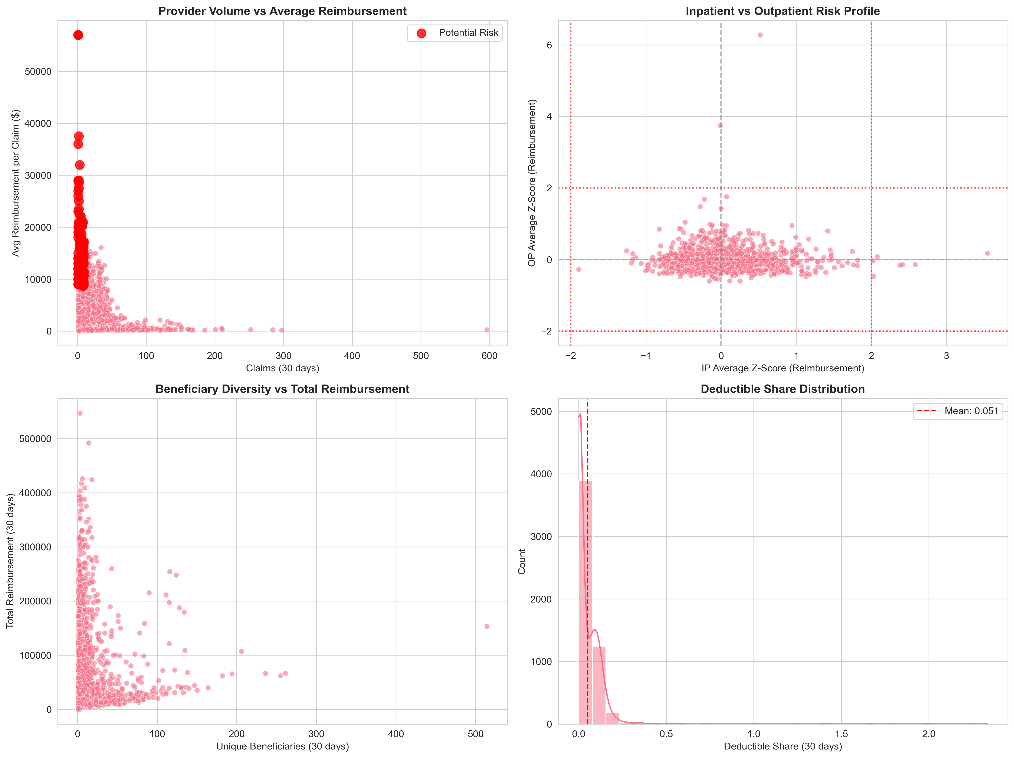 Provider Volume vs Average Reimbursement
Potential Risk
Avg Reimbursement per Claim ($)
50000
40000
30000
20000
10000
0
0 100 200 300 400 500 600
Claims (30 days)
Inpatient vs Outpatient Risk Profile
OP Average Z-Score (Reimbursement)
6
4
2
0
−2
−2 −1 0 1 2 3
IP Average Z-Score (Reimbursement)
Beneficiary Diversity vs Total Reimbursement
Total Reimbursement (30 days)
500000
400000
300000
200000
100000
0
0 100 200 300 400 500
Unique Beneficiaries (30 days)
Deductible Share Distribution
Mean: 0.051
Count
5000
4000
3000
2000
1000
0
0.0 0.5 1.0 1.5 2.0
Deductible Share (30 days)